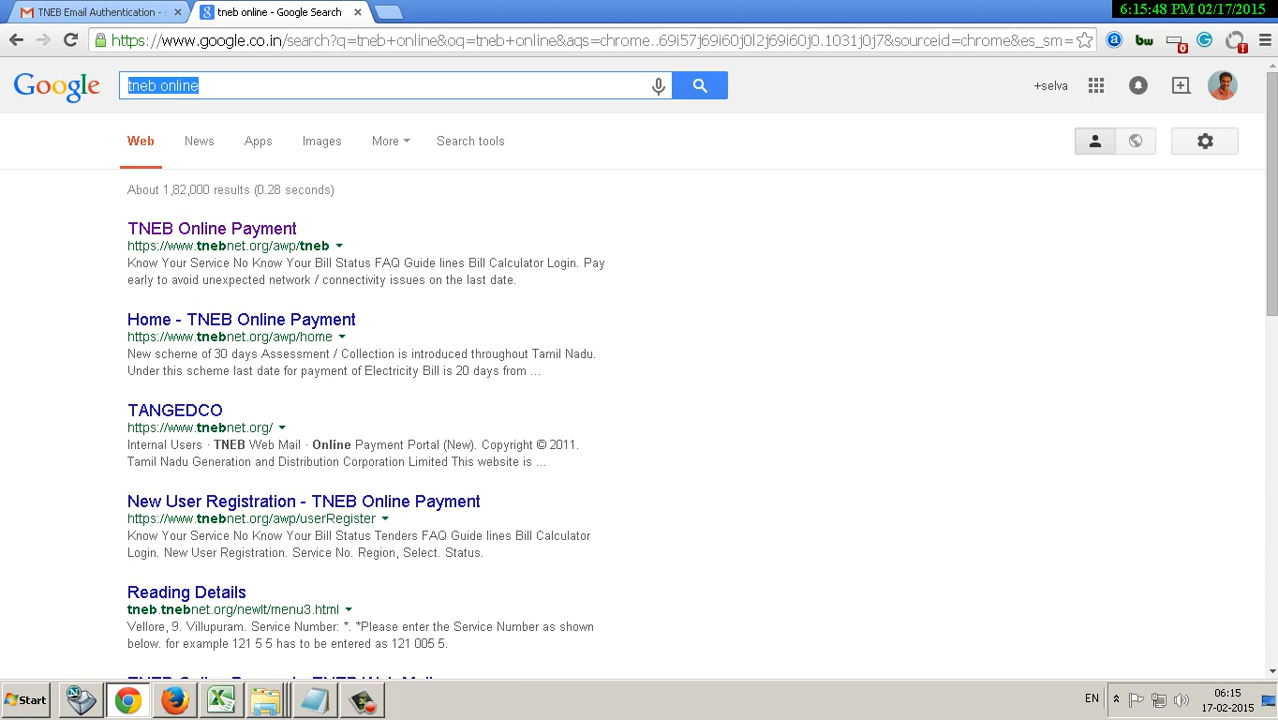 6:15:48 PM 02/17/2015
TNEB Email Authentication -
tneb online - Google Search
https://www.google.co.in/search?q=tneb+online&oq=tneb+online&aqs=chrome..69i57j69i60j0l2j69i60j0.1031j0j7&sourceid=chrome&es_sm=
Google
tneb online
+selva
Web News Apps Images More Search tools
About 1,82,000 results (0.28 seconds)
TNEB Online Payment
https://www.tnebnet.org/awp/tneb
Know Your Service No Know Your Bill Status FAQ Guide lines Bill Calculator Login. Pay
early to avoid unexpected network / connectivity issues on the last date.
Home - TNEB Online Payment
https://www.tnebnet.org/awp/home
New scheme of 30 days Assessment / Collection is introduced throughout Tamil Nadu.
Under this scheme last date for payment of Electricity Bill is 20 days from ...
TANGEDCO
https://www.tnebnet.org/
Internal Users · TNEB Web Mail · Online Payment Portal (New). Copyright © 2011.
Tamil Nadu Generation and Distribution Corporation Limited This website is ...
New User Registration - TNEB Online Payment
https://www.tnebnet.org/awp/userRegister
Know Your Service No Know Your Bill Status Tenders FAQ Guide lines Bill Calculator
Login. New User Registration. Service No. Region, Select. Status.
Reading Details
tneb.tnebnet.org/newlt/menu3.html
Vellore, 9. Villupuram. Service Number: *. *Please enter the Service Number as shown
below. for example 121 5 5 has to be entered as 121 005 5.
Start
EN
06:15
17-02-2015